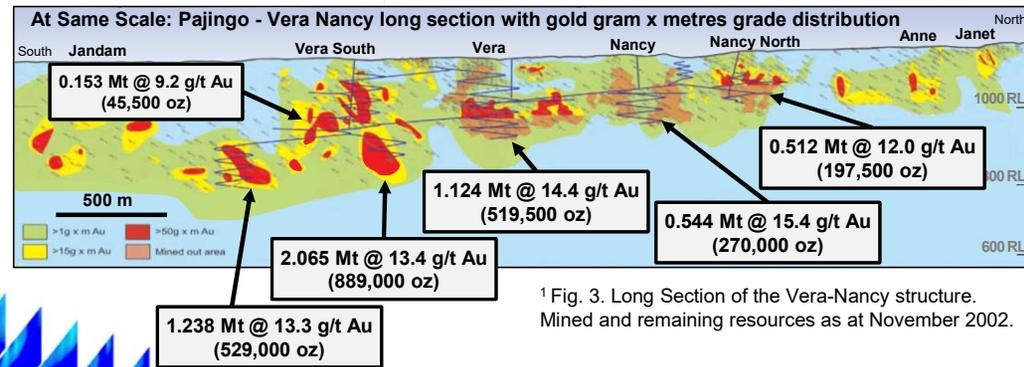 At Same Scale: Pajingo - Vera Nancy long section with gold gram x metres grade distribution
South
Jandam
Vera South
Vera
Nancy
Nancy North
Anne
Janet
North
0.153 Mt @ 9.2 g/t Au
(45,500 oz)
1000 RL
0.512 Mt @ 12.0 g/t Au
(197,500 oz)
800 RL
1.124 Mt @ 14.4 g/t Au
(519,500 oz)
0.544 Mt @ 15.4 g/t Au
(270,000 oz)
500 m
>1g x m Au
>50g x m Au
>15g x m Au
Mined out area
600 RL
2.065 Mt @ 13.4 g/t Au
(889,000 oz)
1.238 Mt @ 13.3 g/t Au
(529,000 oz)
1 Fig. 3. Long Section of the Vera-Nancy structure.
Mined and remaining resources as at November 2002.